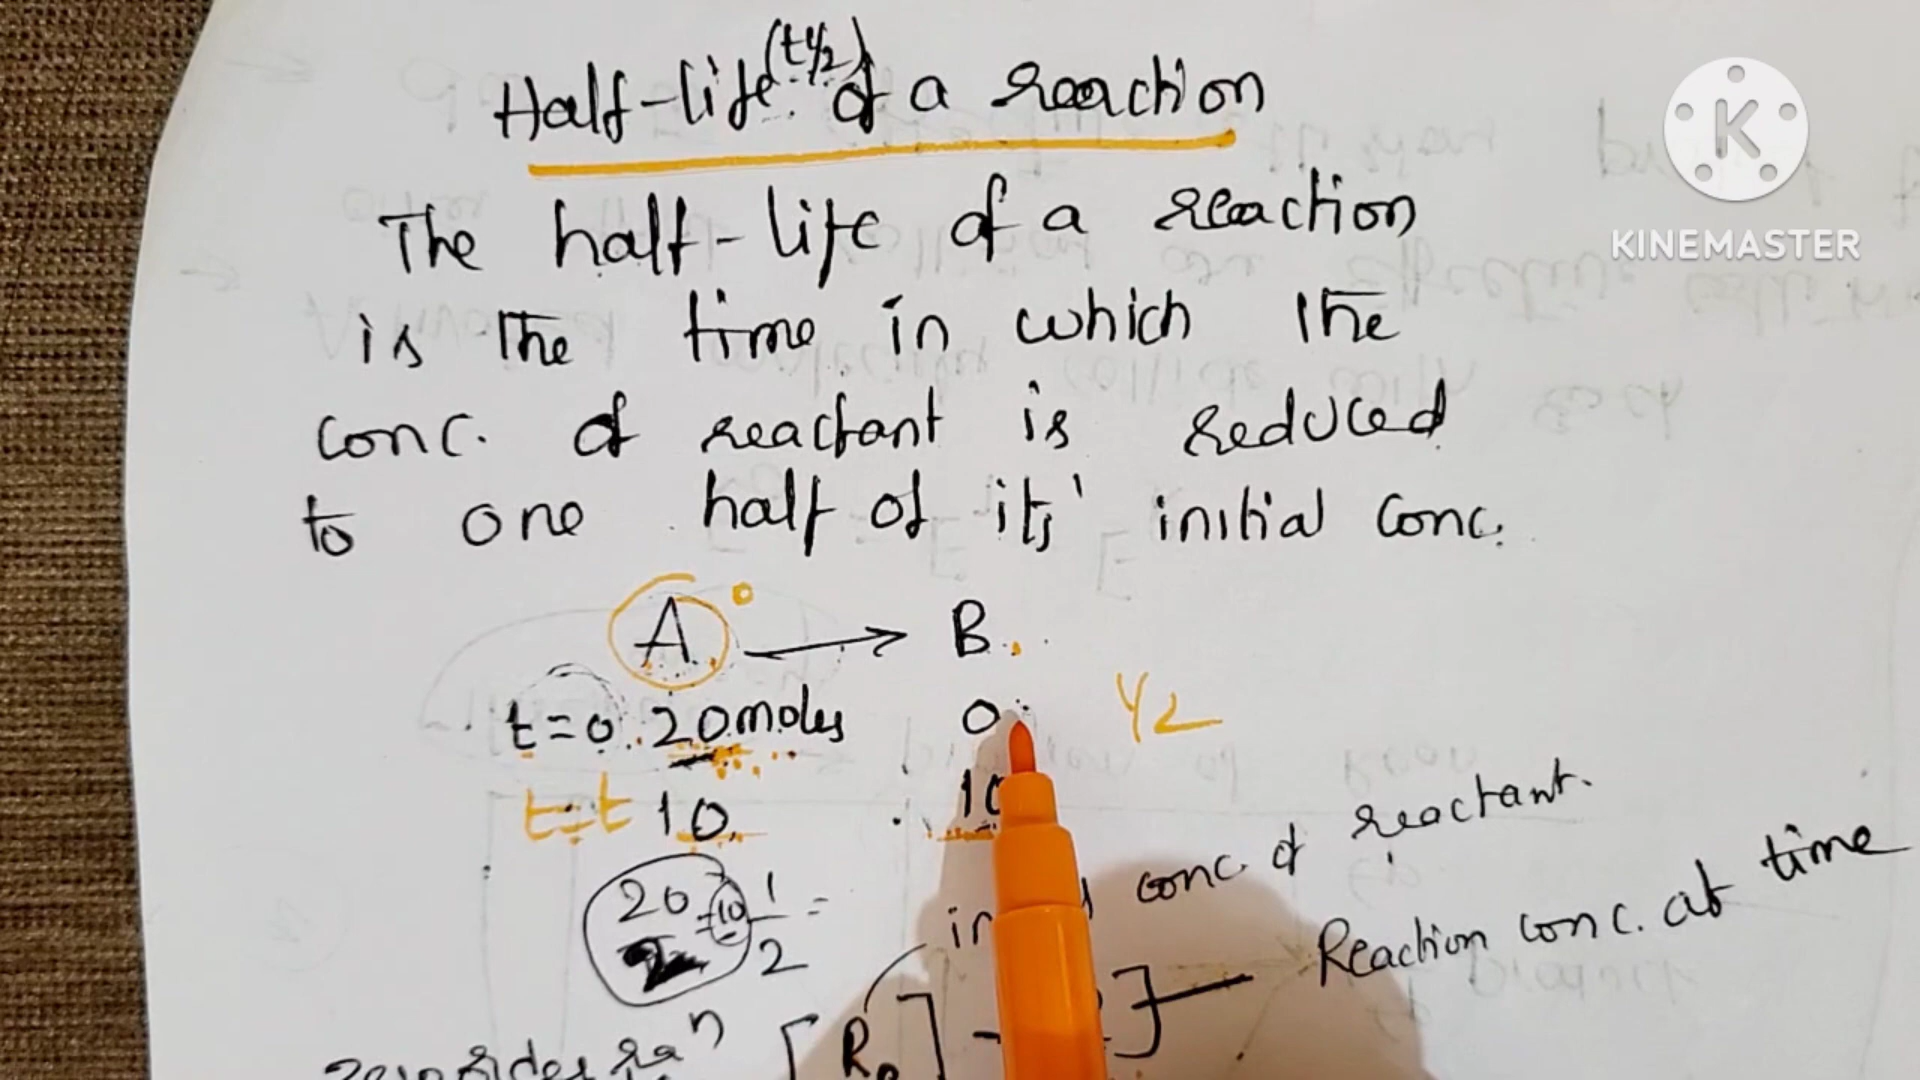 Half-life (t1/2) of a reaction
The half-life of a reaction
is the time in which the
conc. of reactant is reduced
to one half of its' initial conc.
A → B
t=0 20 moles 0 1/2
t=t 10 10
20/2 =10 1/2 =
conc. of reactant.
Reaction conc. at time
[R₀] -
K
KINEMASTER